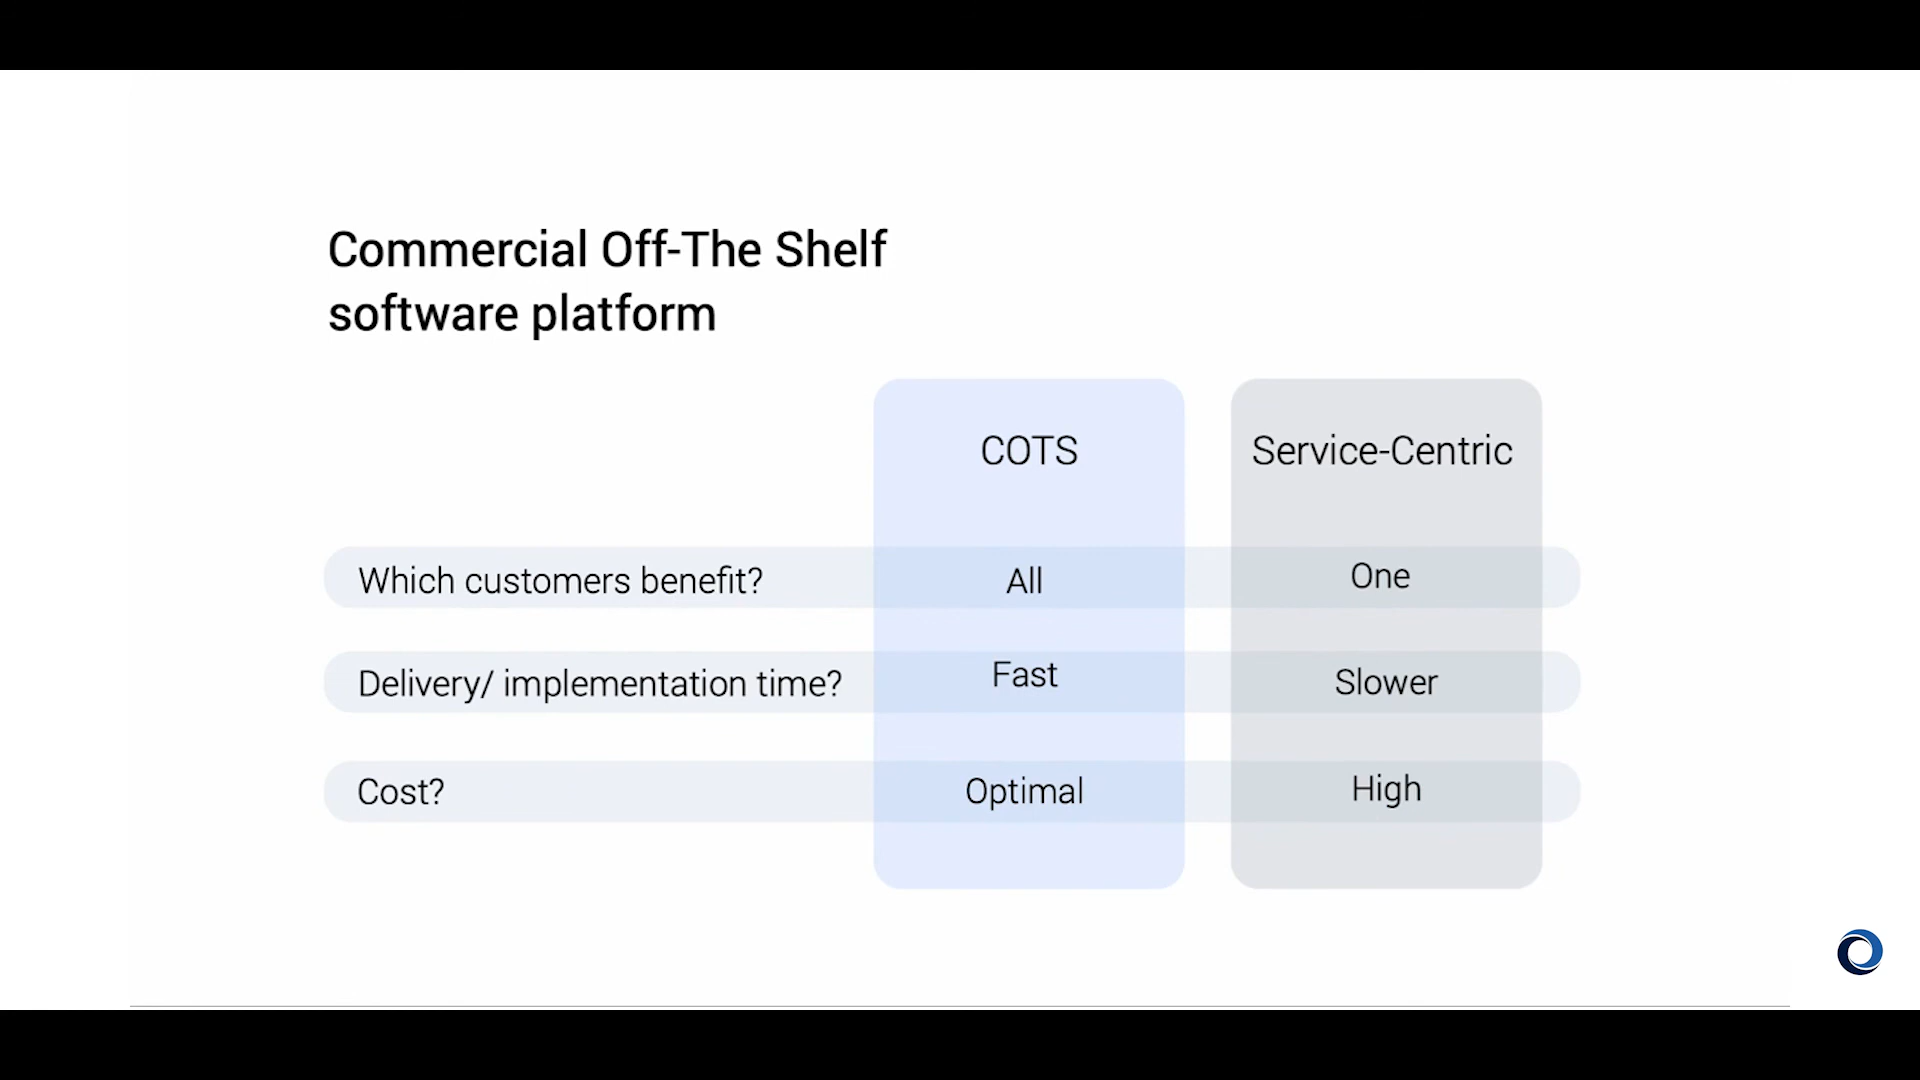 Commercial Off-The Shelf
software platform
COTS Service-Centric
Which customers benefit? All One
Delivery/ implementation time? Fast Slower
Cost? Optimal High